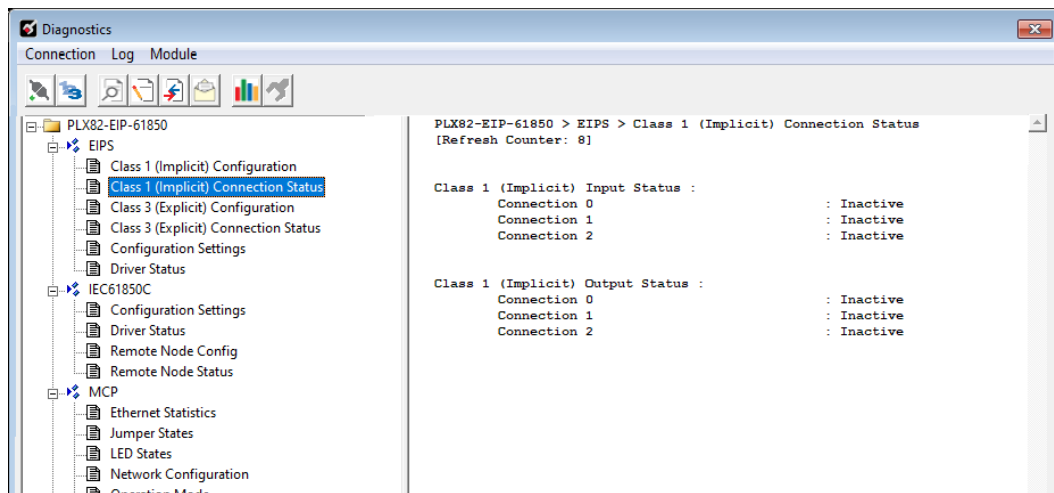 Diagnostics
Connection Log Module
PLX82-EIP-61850
EIPS
Class 1 (Implicit) Configuration
Class 1 (Implicit) Connection Status
Class 3 (Explicit) Configuration
Class 3 (Explicit) Connection Status
Configuration Settings
Driver Status
IEC61850C
Configuration Settings
Driver Status
Remote Node Config
Remote Node Status
MCP
Ethernet Statistics
Jumper States
LED States
Network Configuration
Operation Mode
PLX82-EIP-61850 > EIPS > Class 1 (Implicit) Connection Status
[Refresh Counter: 8]
Class 1 (Implicit) Input Status :
Connection 0 : Inactive
Connection 1 : Inactive
Connection 2 : Inactive
Class 1 (Implicit) Output Status :
Connection 0 : Inactive
Connection 1 : Inactive
Connection 2 : Inactive